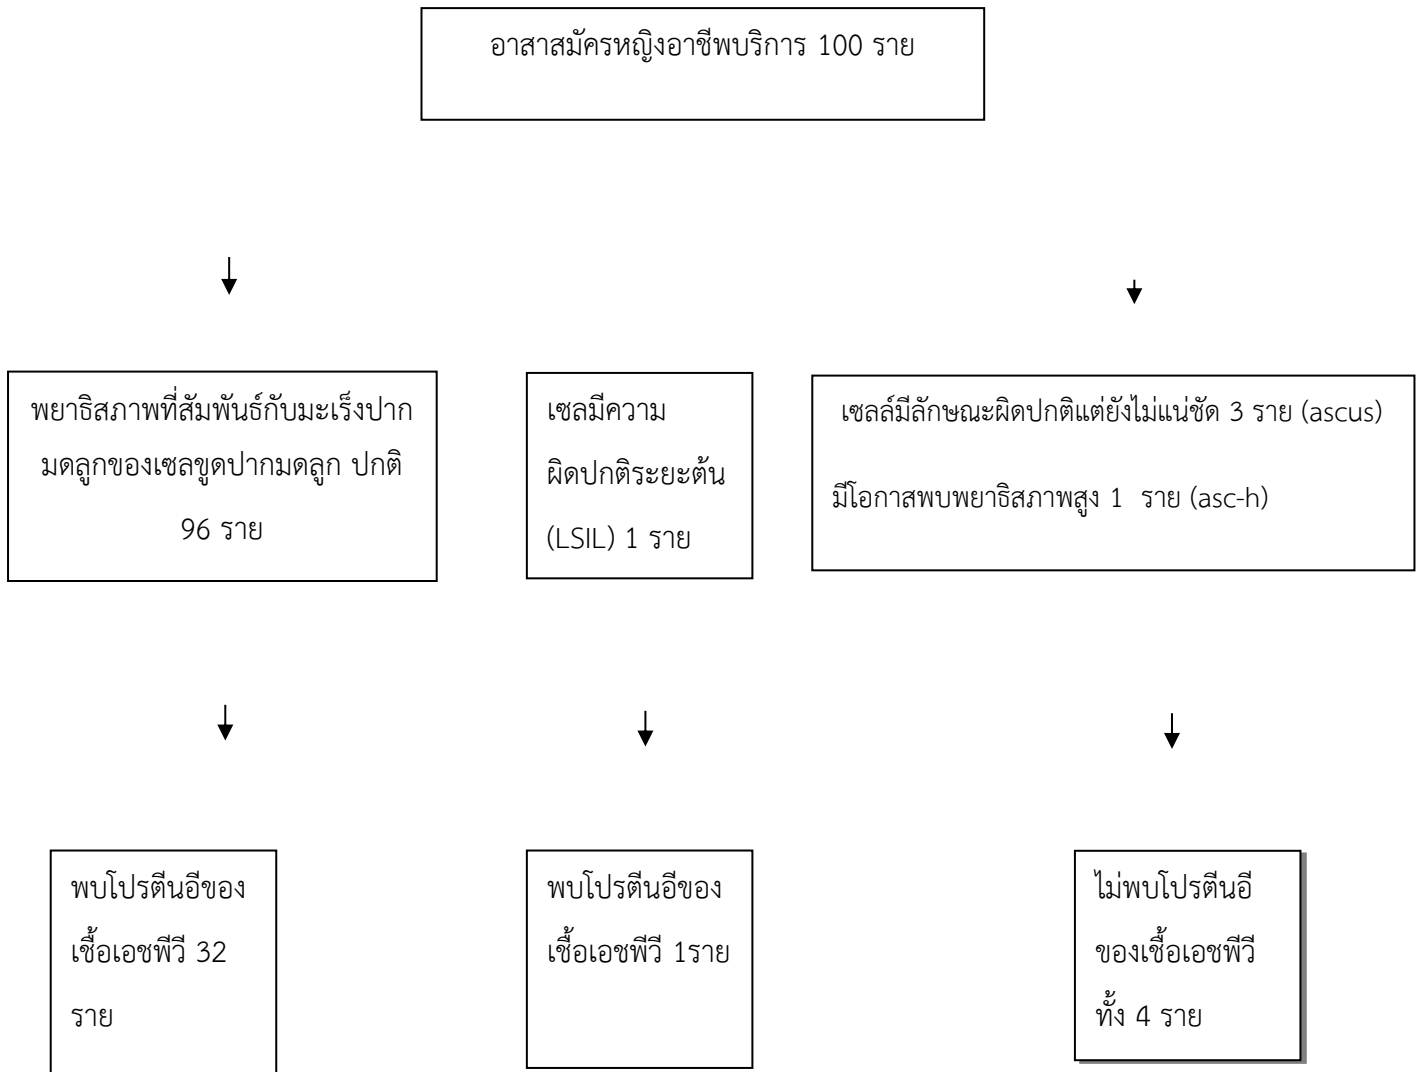 อาสาสมัครหญิงอาชีพบริการ 100 ราย
พยาธิสภาพที่สัมพันธ์กับมะเร็งปาก
มดลูกของเซลขูดปากมดลูก ปกติ
96 ราย
เซลมีความ
ผิดปกติระยะต้น
(LSIL) 1 ราย
เซลล์มีลักษณะผิดปกติแต่ยังไม่แน่ชัด 3 ราย (ascus)
มีโอกาสพบพยาธิสภาพสูง 1 ราย (asc-h)
พบโปรตีนอีของ
เชื้อเอชพีวี 32
ราย
พบโปรตีนอีของ
เชื้อเอชพีวี 1ราย
ไม่พบโปรตีนอี
ของเชื้อเอชพีวี
ทั้ง 4 ราย